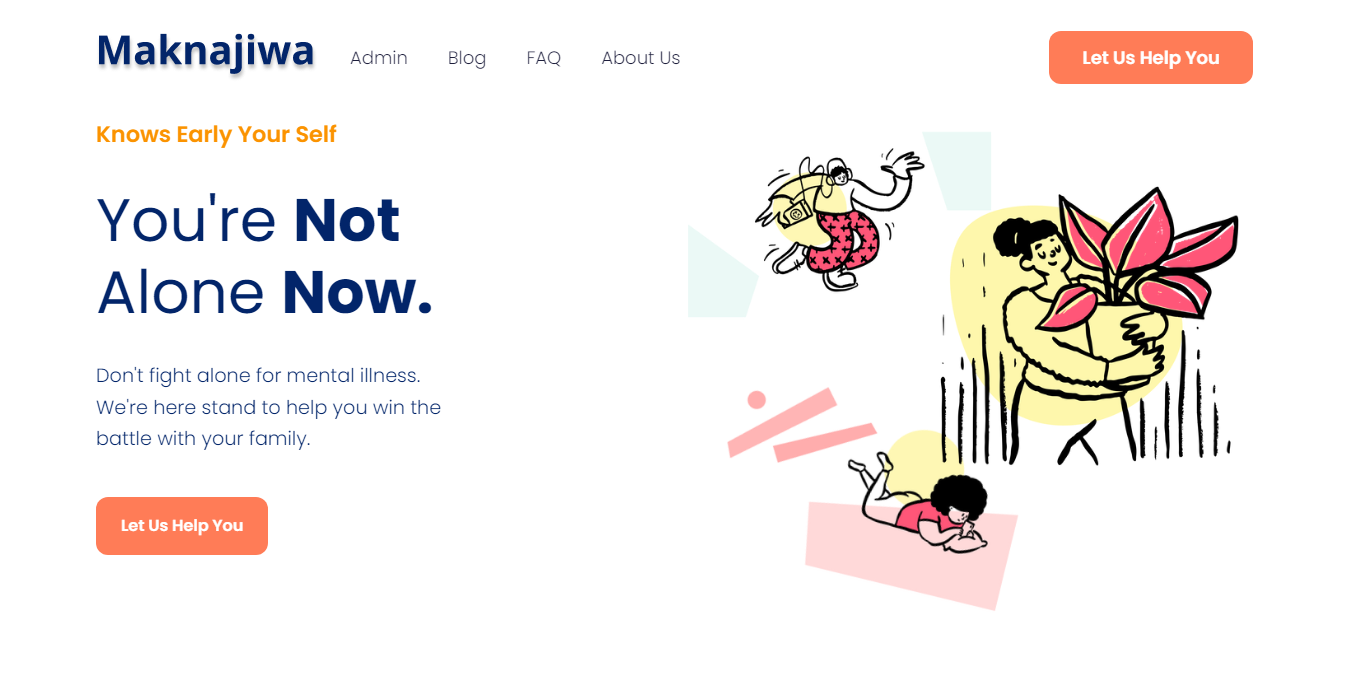 Maknajiwa
Admin
Blog
FAQ
About Us
Let Us Help You
Knows Early Your Self
You're Not
Alone Now.
Don't fight alone for mental illness.
We're here stand to help you win the
battle with your family.
Let Us Help You